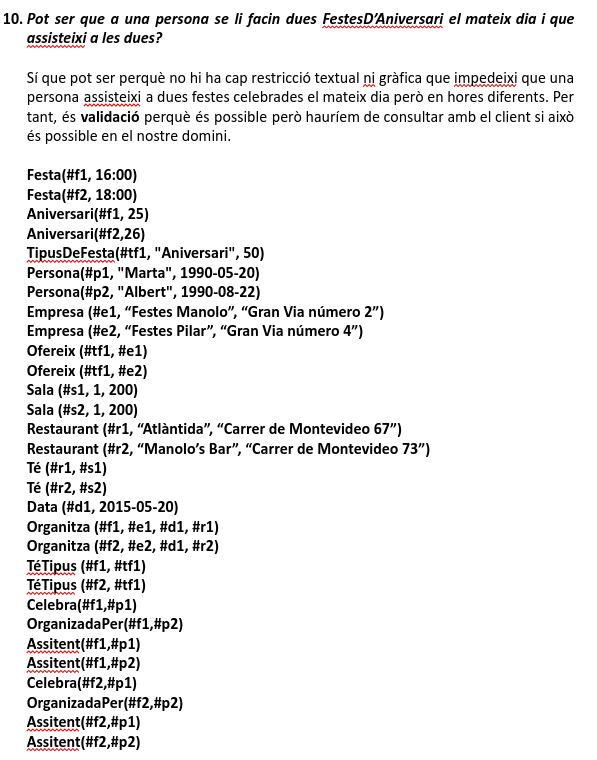 10. Pot ser que a una persona se li facin dues FestesD’Aniversari el mateix dia i que
assisteixi a les dues?
Sí que pot ser perquè no hi ha cap restricció textual ni gràfica que impedeixi que una
persona assisteixi a dues festes celebrades el mateix dia però en hores diferents. Per
tant, és validació perquè és possible però hauríem de consultar amb el client si això
és possible en el nostre domini.
Festa(#f1, 16:00)
Festa(#f2, 18:00)
Aniversari(#f1, 25)
Aniversari(#f2,26)
TipusDeFesta(#tf1, "Aniversari", 50)
Persona(#p1, "Marta", 1990-05-20)
Persona(#p2, "Albert", 1990-08-22)
Empresa (#e1, “Festes Manolo”, “Gran Via número 2”)
Empresa (#e2, “Festes Pilar”, “Gran Via número 4”)
Ofereix (#tf1, #e1)
Ofereix (#tf1, #e2)
Sala (#s1, 1, 200)
Sala (#s2, 1, 200)
Restaurant (#r1, “Atlàntida”, “Carrer de Montevideo 67”)
Restaurant (#r2, “Manolo’s Bar”, “Carrer de Montevideo 73”)
Té (#r1, #s1)
Té (#r2, #s2)
Data (#d1, 2015-05-20)
Organitza (#f1, #e1, #d1, #r1)
Organitza (#f2, #e2, #d1, #r2)
TéTipus (#f1, #tf1)
TéTipus (#f2, #tf1)
Celebra(#f1,#p1)
OrganizadaPer(#f1,#p2)
Assitent(#f1,#p1)
Assitent(#f1,#p2)
Celebra(#f2,#p1)
OrganizadaPer(#f2,#p2)
Assitent(#f2,#p1)
Assitent(#f2,#p2)